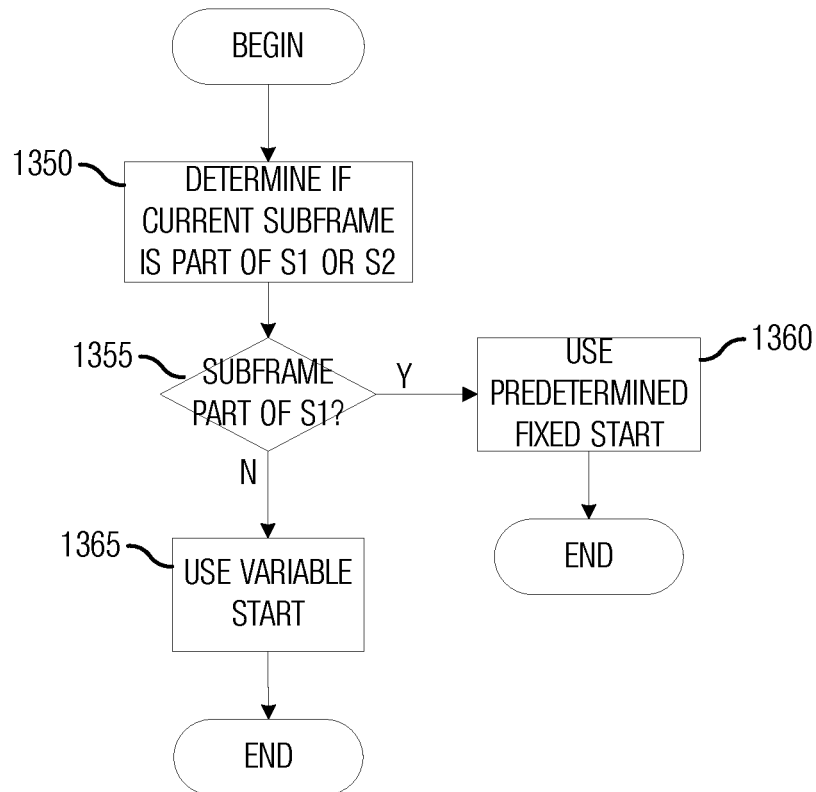 BEGIN
1350
DETERMINE IF
CURRENT SUBFRAME
IS PART OF S1 OR S2
1355
SUBFRAME
PART OF S1?
Y
1360
USE
PREDETERMINED
FIXED START
N
1365
USE VARIABLE
START
END
END